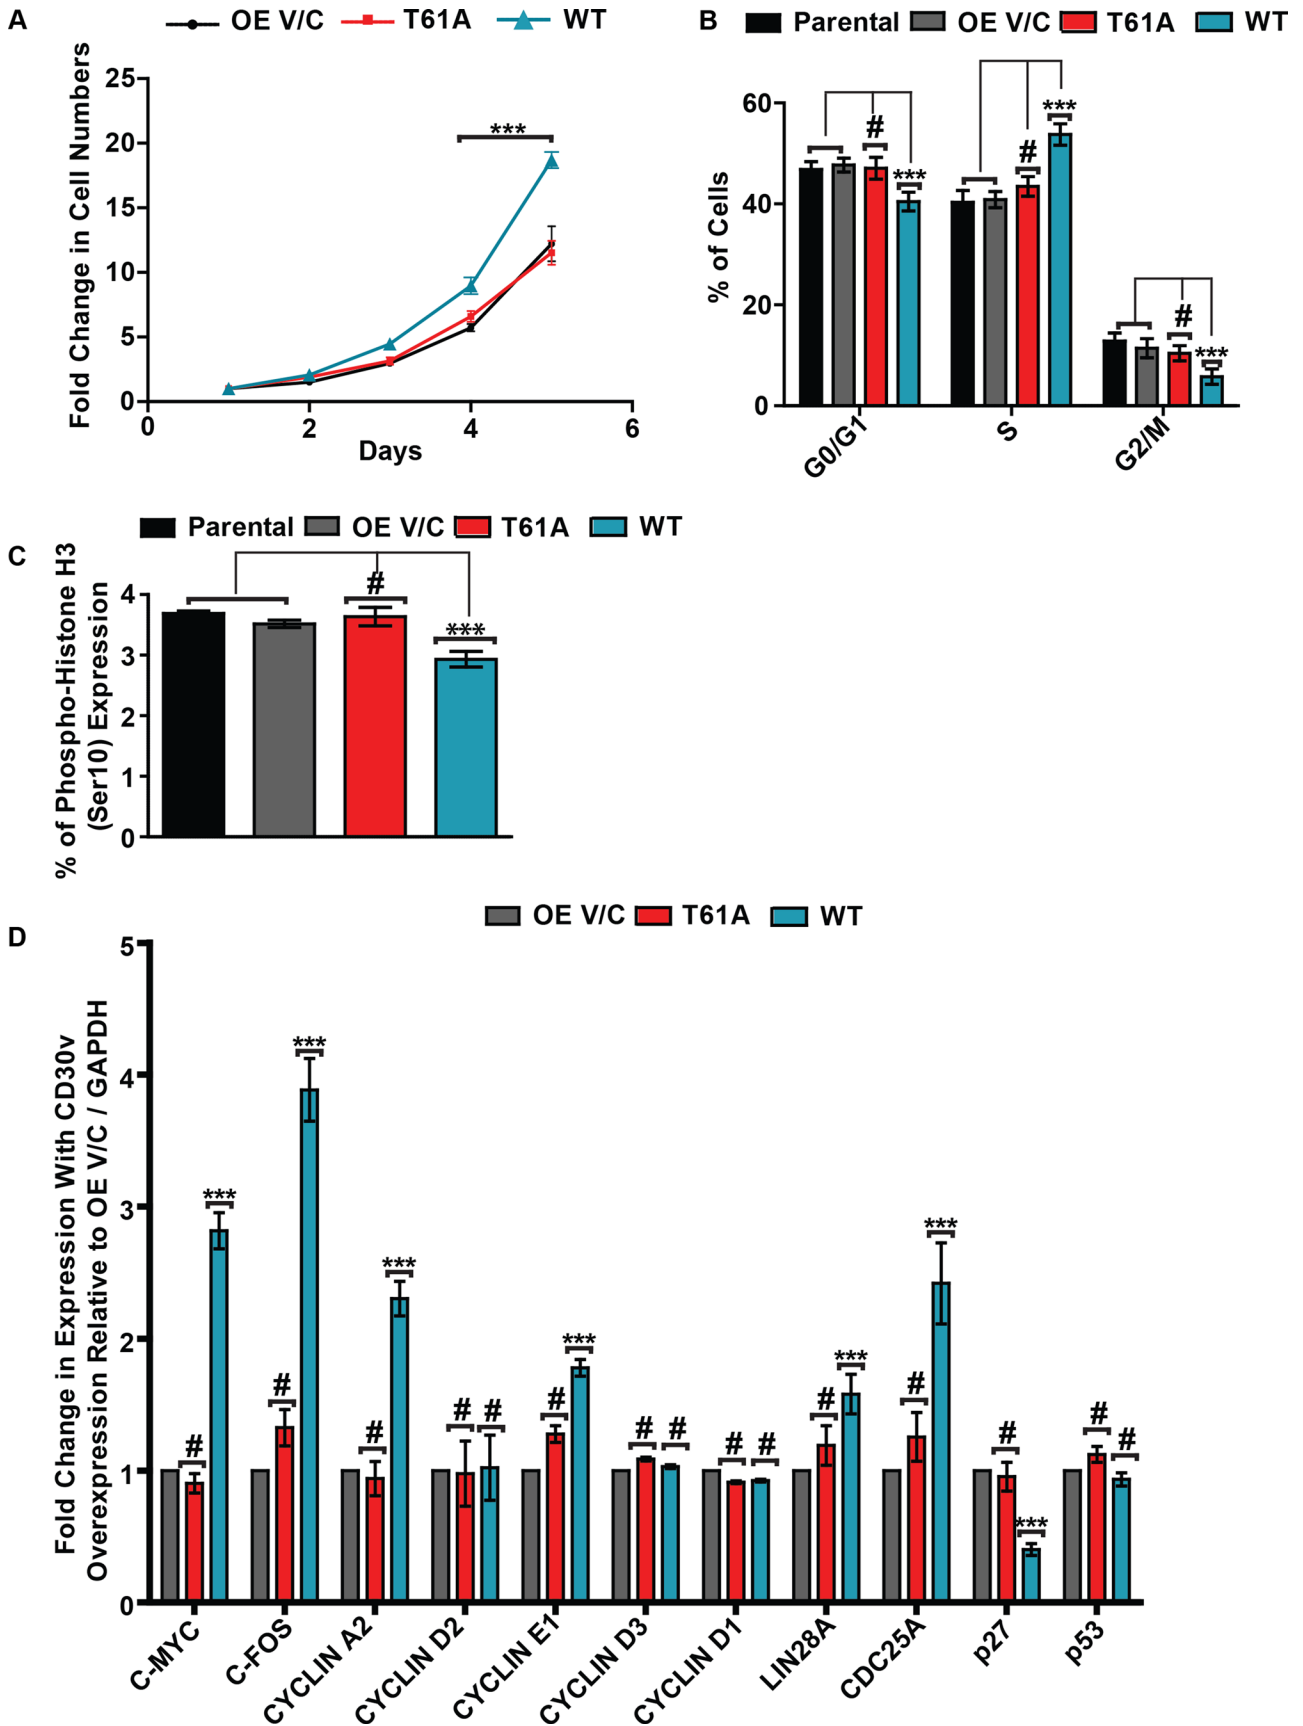 A
OE V/C T61A WT
Fold Change in Cell Numbers
25
20
15
10
5
0
***
0 2 4 6
Days
B
Parental OE V/C T61A WT
% of Cells
60
40
20
0
# ***
# ***
# ***
G0/G1 S G2/M
C
Parental OE V/C T61A WT
% of Phospho-Histone H3
(Ser10) Expression
4
3
2
1
0
# ***
D
OE V/C T61A WT
Fold Change in Expression With CD30v
Overexpression Relative to OE V/C / GAPDH
5
4
3
2
1
0
# ***
# ***
# ***
# #
# ***
# #
# #
# ***
# ***
# ***
# #
C-MYC C-FOS CYCLIN A2 CYCLIN D2 CYCLIN E1 CYCLIN D3 CYCLIN D1 LIN28A CDC25A p27 p53